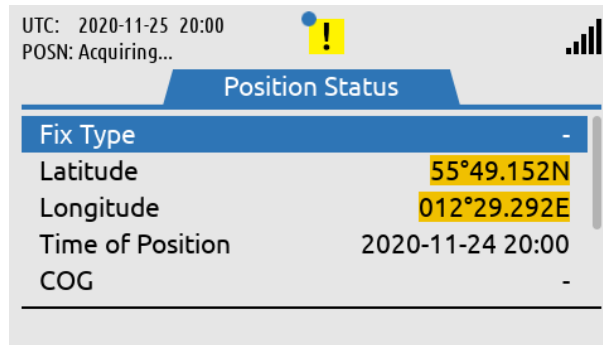 UTC: 2020-11-25 20:00
POSN: Acquiring...
!
Position Status
Fix Type -
Latitude 55°49.152N
Longitude 012°29.292E
Time of Position 2020-11-24 20:00
COG -